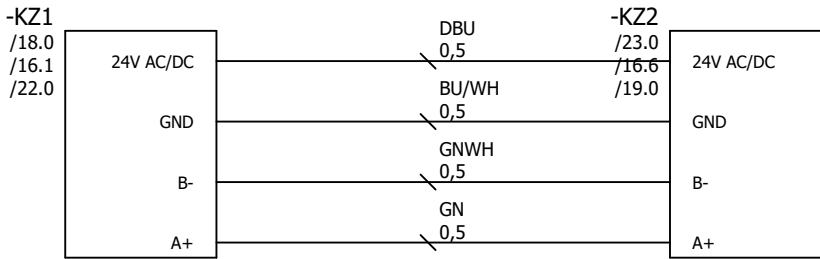 -KZ1
/18.0
/16.1
/22.0
24V AC/DC
GND
B-
A+
DBU
0,5
BU/WH
0,5
GNWH
0,5
GN
0,5
-KZ2
/23.0
/16.6
/19.0
24V AC/DC
GND
B-
A+